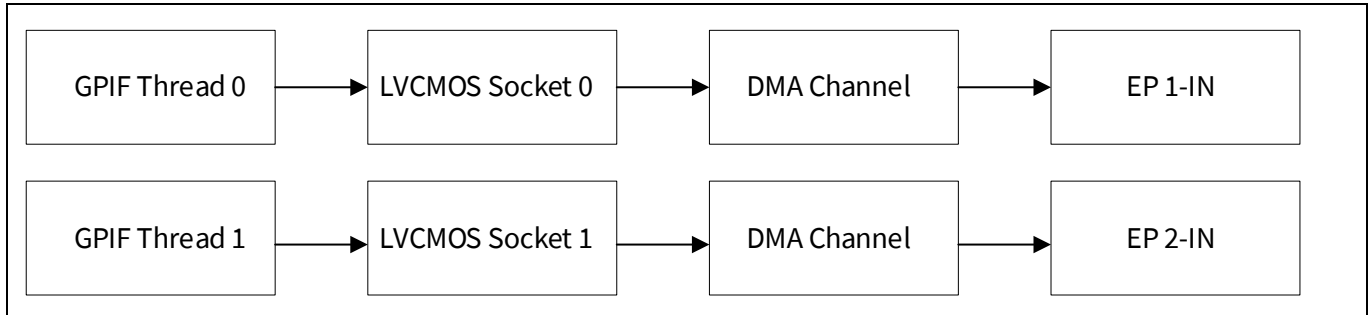 GPIF Thread 0
LVCMOS Socket 0
DMA Channel
EP 1-IN
GPIF Thread 1
LVCMOS Socket 1
DMA Channel
EP 2-IN